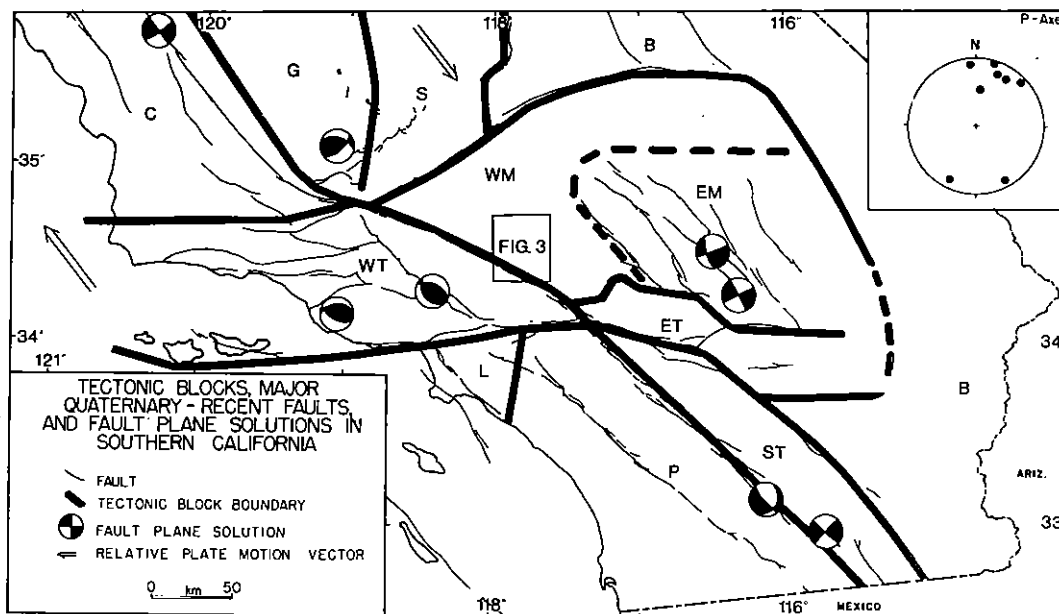 120°
118°
116°
P-Axe
N
B
G
S
C
35°
WM
EM
FIG. 3
WT
ET
34°
121°
34
L
B
TECTONIC BLOCKS, MAJOR
QUATERNARY - RECENT FAULTS,
AND FAULT PLANE SOLUTIONS IN
SOUTHERN CALIFORNIA
ST
P
FAULT
ARIZ.
TECTONIC BLOCK BOUNDARY
FAULT PLANE SOLUTION
33
RELATIVE PLATE MOTION VECTOR
0 km 50
118°
116°
MEXICO